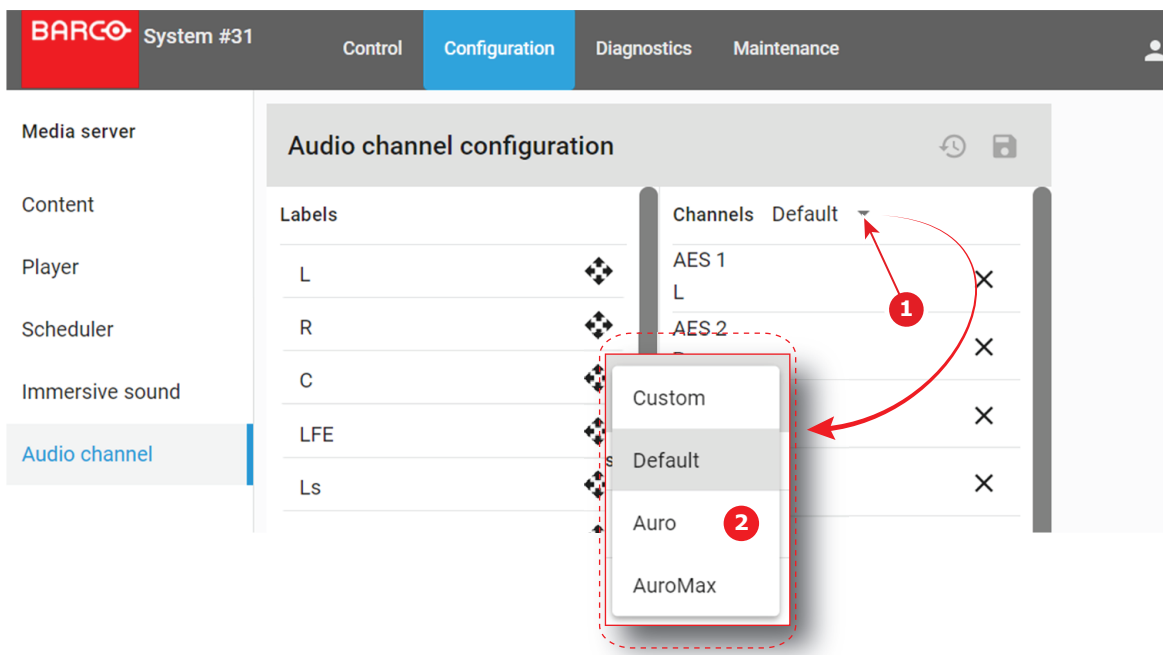 BARCO System #31
Control Configuration Diagnostics Maintenance
Media server
Content
Player
Scheduler
Immersive sound
Audio channel
Audio channel configuration
Labels
L
R
C
LFE
Ls
Channels Default
AES 1
L
AES 2
1
Custom
Default
Auro
AuroMax
2